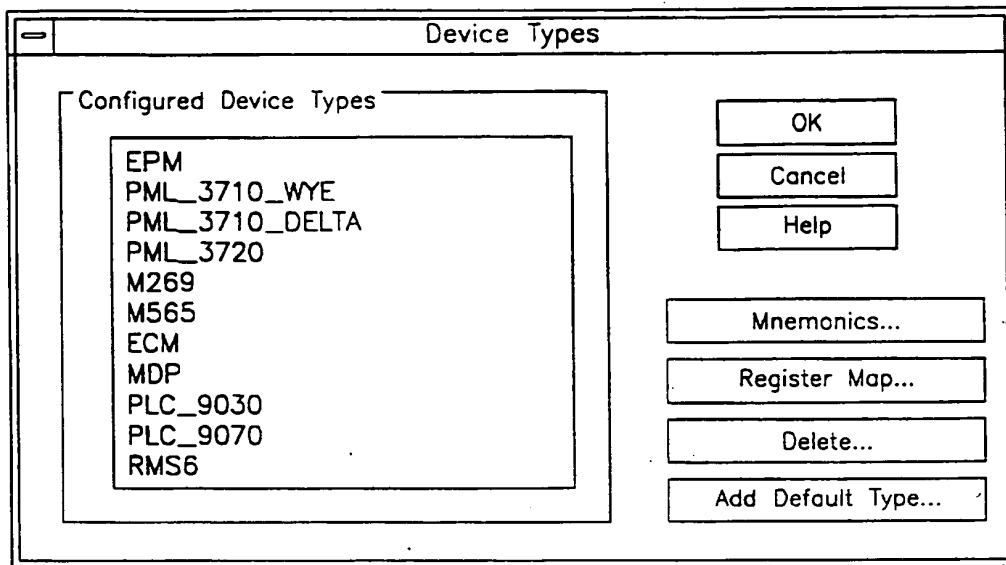 Device Types
Configured Device Types
EPM
PML_3710_WYE
PML_3710_DELTA
PML_3720
M269
M565
ECM
MDP
PLC_9030
PLC_9070
RMS6
OK
Cancel
Help
Mnemonics...
Register Map...
Delete...
Add Default Type...